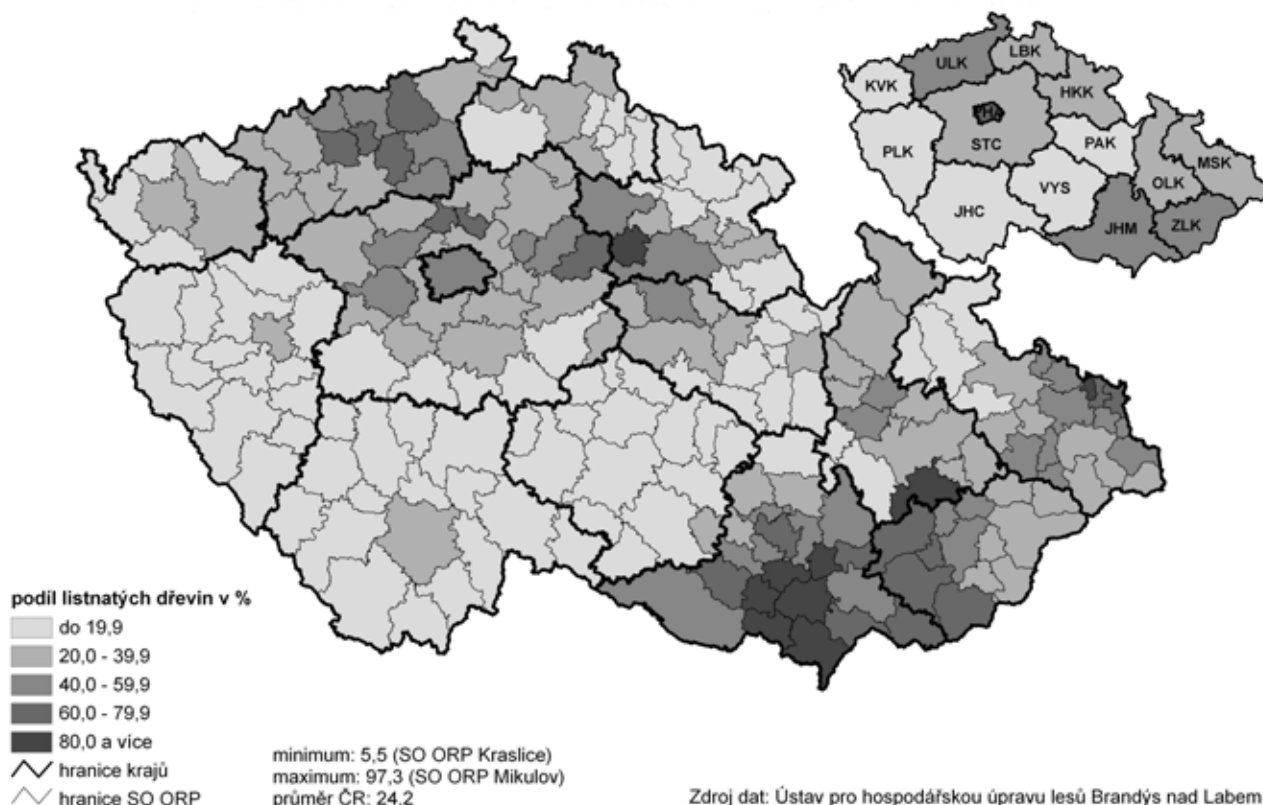 LBK
ULK
KVK
HKK
PHA
PLK
STC
PAK
MSK
OLK
VYS
JHC
JHM
ZLK
podíl listnatých dřevin v %
do 19,9
20,0 - 39,9
40,0 - 59,9
60,0 - 79,9
80,0 a více
hranice krajů
hranice SO ORP
minimum: 5,5 (SO ORP Kraslice)
maximum: 97,3 (SO ORP Mikulov)
průměr ČR: 24,2
Zdroj dat: Ústav pro hospodářskou úpravu lesů Brandýs nad Labem